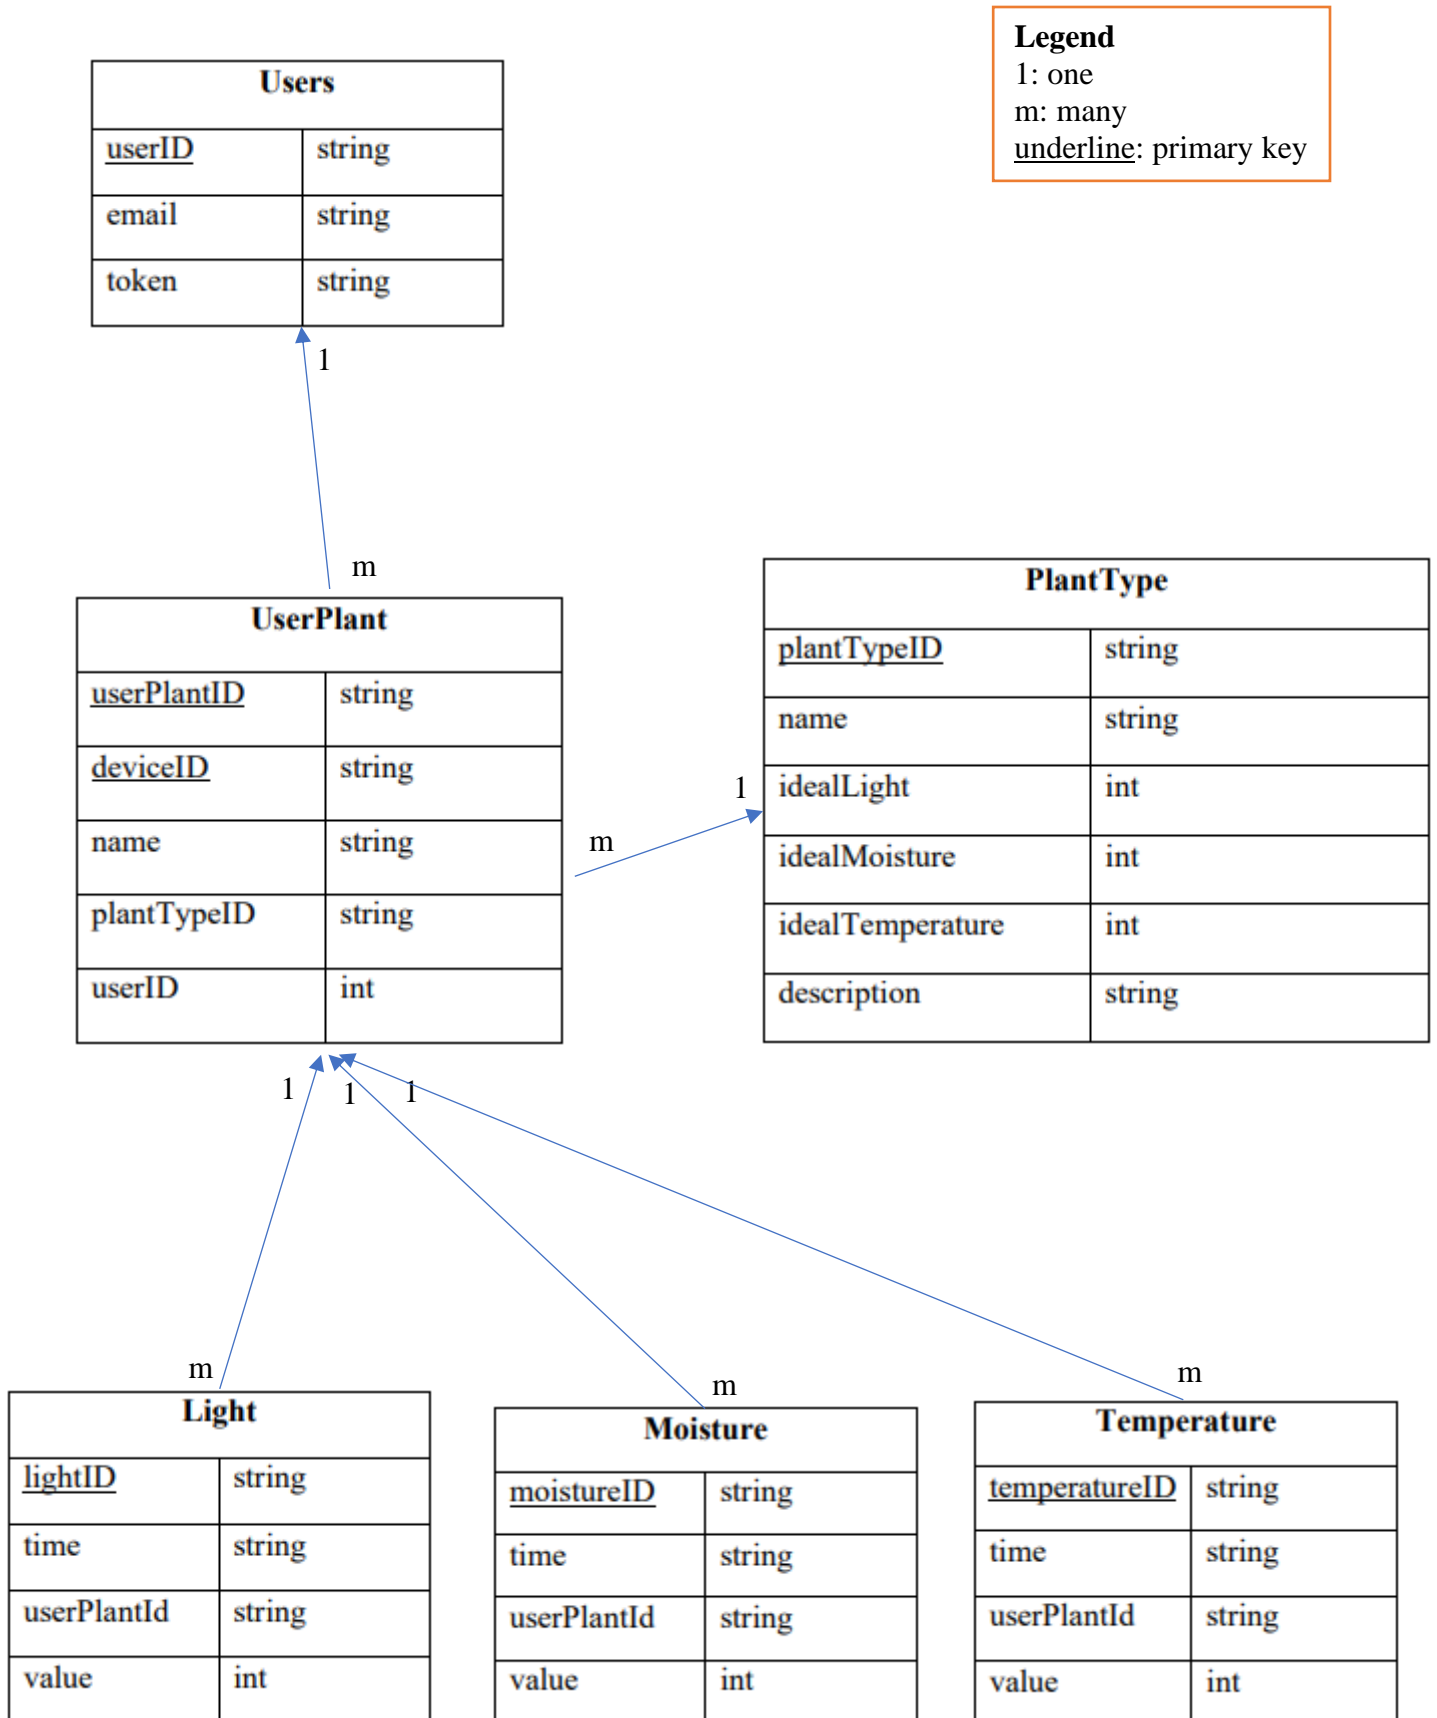 Legend
1: one
m: many
underline: primary key
Users
userID string
email string
token string
1
m
UserPlant
userPlantID string
deviceID string
name string
plantTypeID string
userID int
m
1
PlantType
plantTypeID string
name string
idealLight int
idealMoisture int
idealTemperature int
description string
1
1
1
m
m
m
Light
lightID string
time string
userPlantId string
value int
Moisture
moistureID string
time string
userPlantId string
value int
Temperature
temperatureID string
time string
userPlantId string
value int